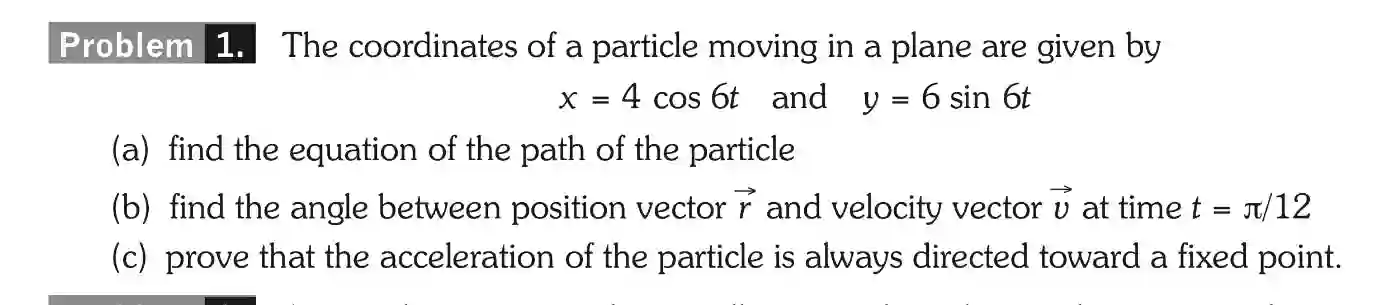 Problem 1. The coordinates of a particle moving in a plane are given by
x = 4 cos 6t and y = 6 sin 6t
(a) find the equation of the path of the particle
(b) find the angle between position vector r⃗ and velocity vector v⃗ at time t = π/12
(c) prove that the acceleration of the particle is always directed toward a fixed point.